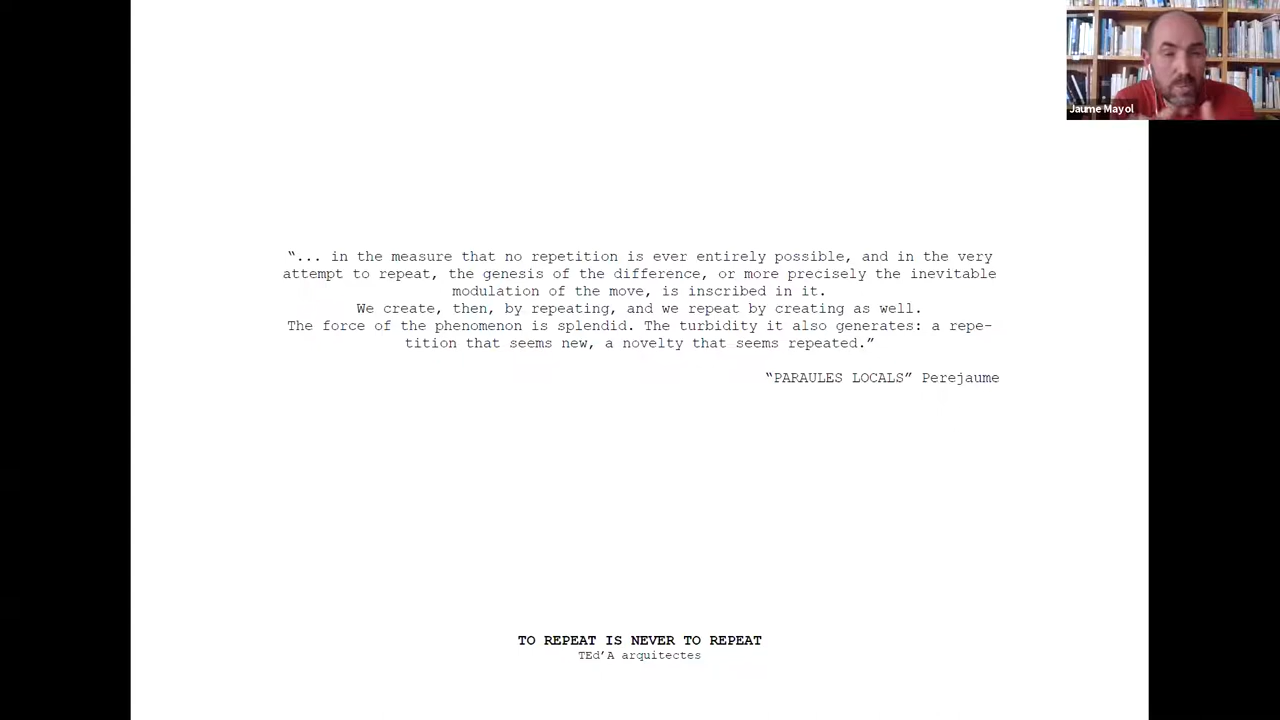 Jaume Mayol
“... in the measure that no repetition is ever entirely possible, and in the very
attempt to repeat, the genesis of the difference, or more precisely the inevitable
modulation of the move, is inscribed in it.
We create, then, by repeating, and we repeat by creating as well.
The force of the phenomenon is splendid. The turbidity it also generates: a repe-
tition that seems new, a novelty that seems repeated.”
“PARAULES LOCALS” Perejaume
TO REPEAT IS NEVER TO REPEAT
TEd’A arquitectes